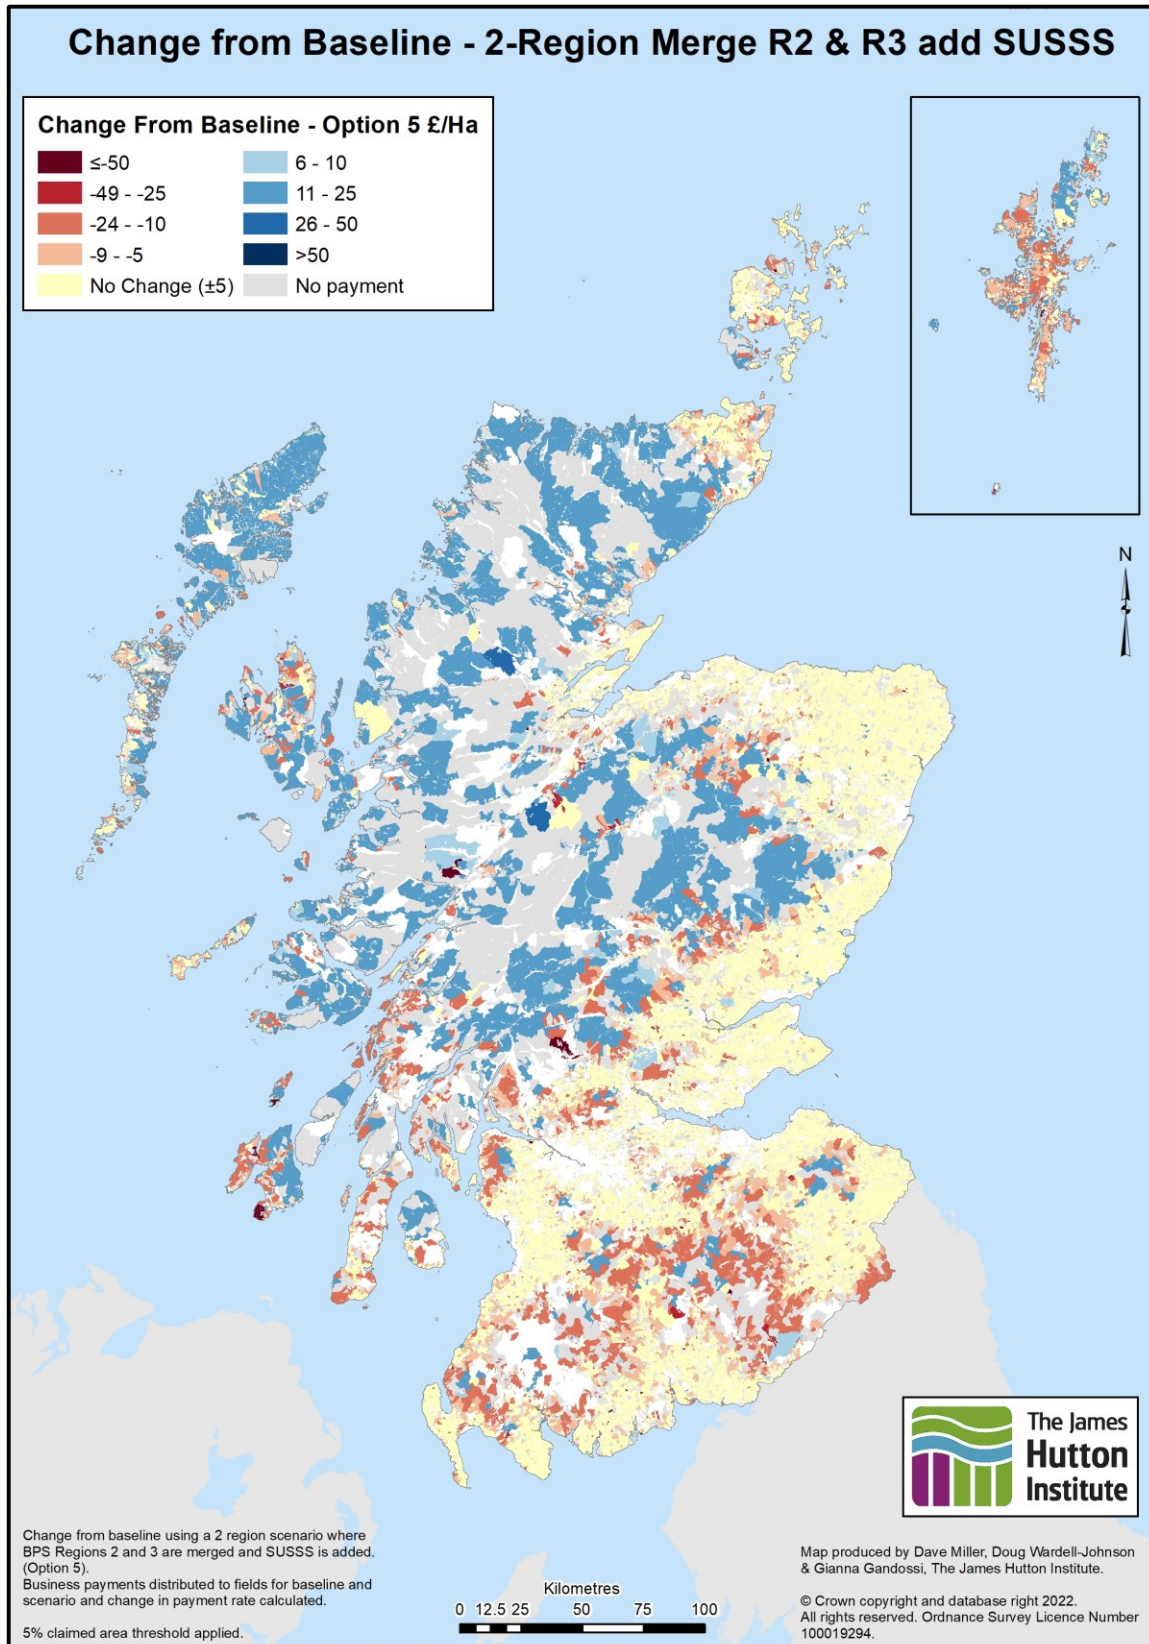 Change from Baseline - 2-Region Merge R2 & R3 add SUSSS
Change From Baseline - Option 5 £/Ha
≤-50
-49 - -25
-24 - -10
-9 - -5
No Change (±5)
6 - 10
11 - 25
26 - 50
>50
No payment
N
The James
Hutton
Institute
Change from baseline using a 2 region scenario where
BPS Regions 2 and 3 are merged and SUSSS is added.
(Option 5).
Business payments distributed to fields for baseline and
scenario and change in payment rate calculated.
5% claimed area threshold applied.
Kilometres
0 12.5 25 50 75 100
Map produced by Dave Miller, Doug Wardell-Johnson
& Gianna Gandossi, The James Hutton Institute.
© Crown copyright and database right 2022.
All rights reserved. Ordnance Survey Licence Number
100019294.